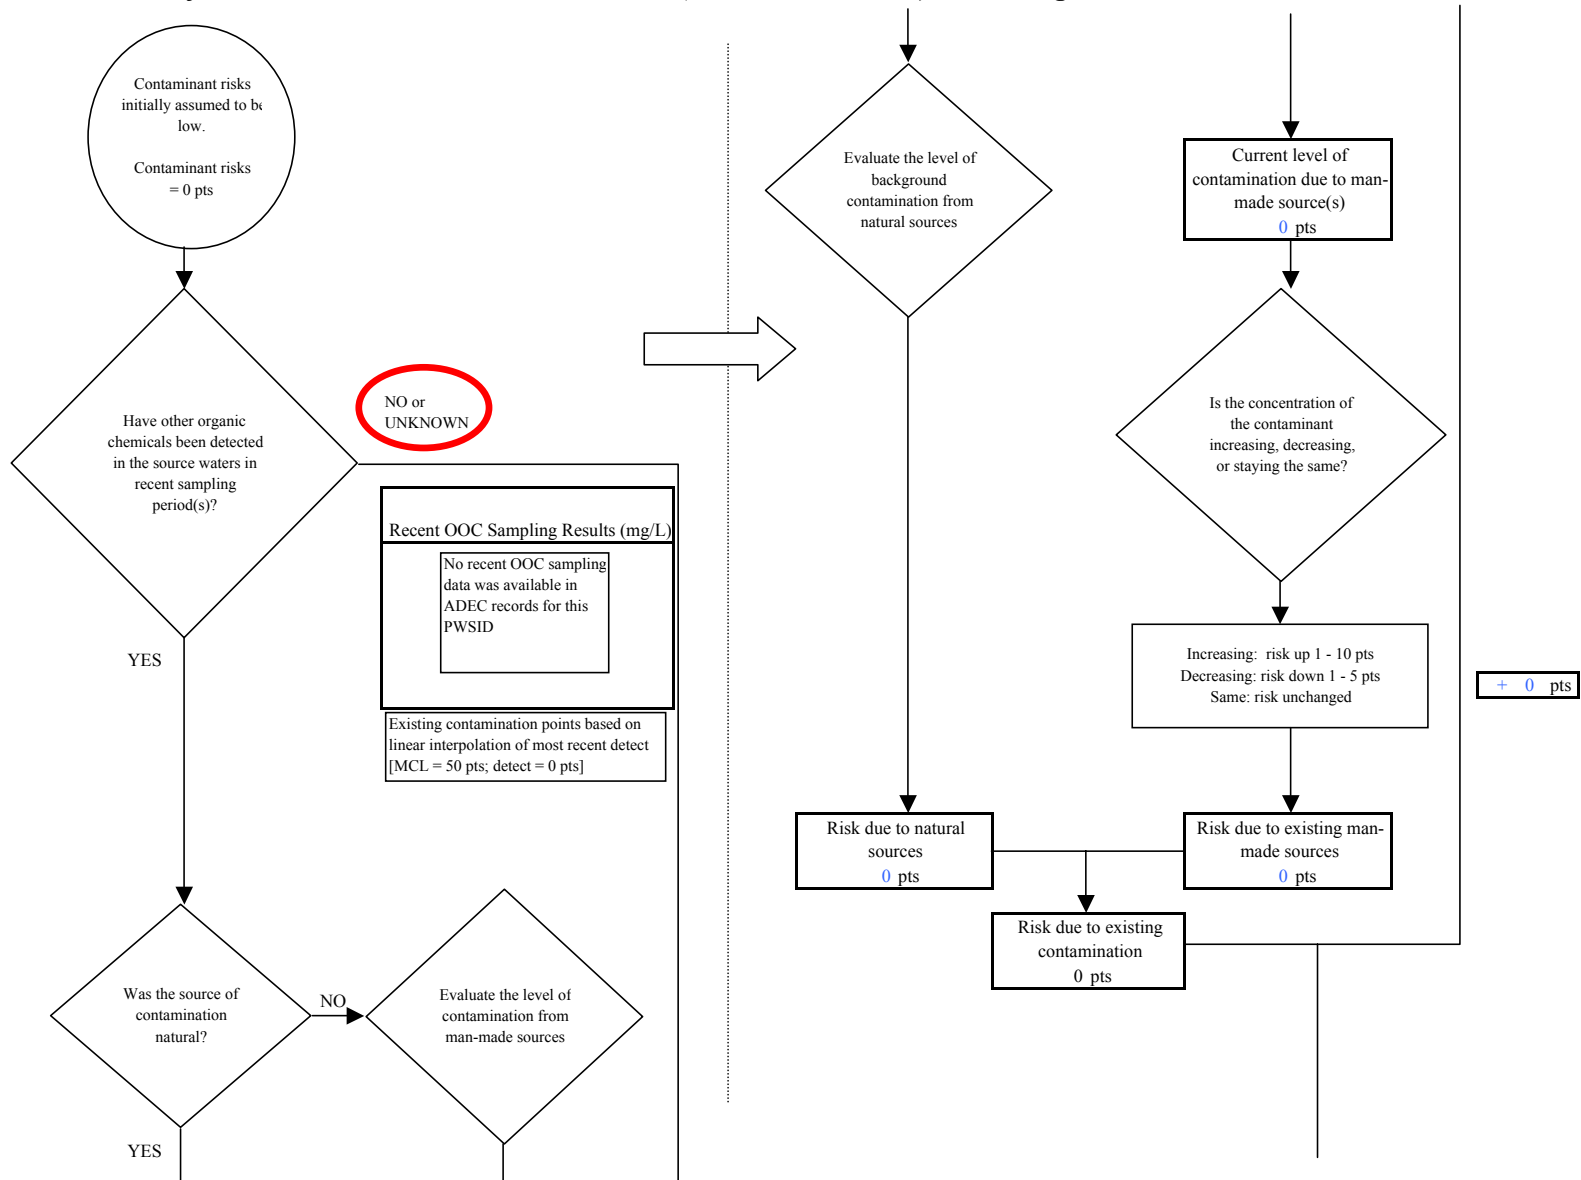 Contaminant risks
initially assumed to be
low.
Contaminant risks
= 0 pts
Have other organic
chemicals been detected
in the source waters in
recent sampling
period(s)?
NO or
UNKNOWN
Recent OOC Sampling Results (mg/L)
No recent OOC sampling
data was available in
ADEC records for this
PWSID
Existing contamination points based on
linear interpolation of most recent detect
[MCL = 50 pts; detect = 0 pts]
YES
Was the source of
contamination
natural?
NO
Evaluate the level of
contamination from
man-made sources
YES
Evaluate the level of
background
contamination from
natural sources
Current level of
contamination due to man-
made source(s)
0 pts
Is the concentration of
the contaminant
increasing, decreasing,
or staying the same?
Increasing: risk up 1 - 10 pts
Decreasing: risk down 1 - 5 pts
Same: risk unchanged
+ 0 pts
Risk due to natural
sources
0 pts
Risk due to existing man-
made sources
0 pts
Risk due to existing
contamination
0 pts